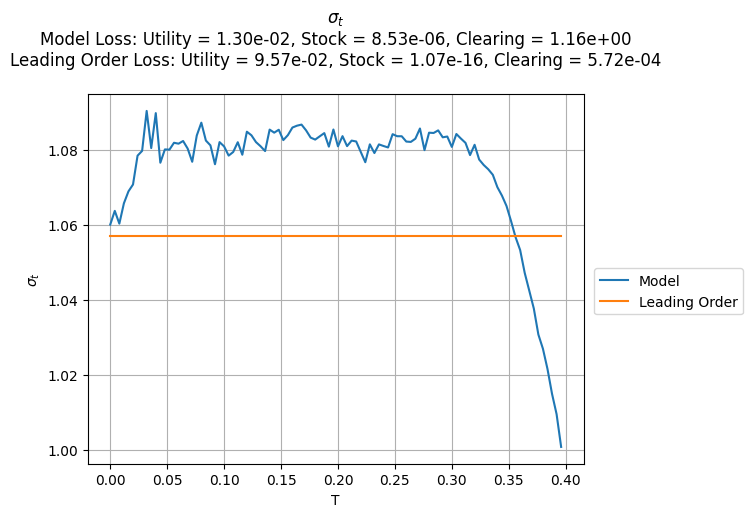 σt
Model Loss: Utility = 1.30e-02, Stock = 8.53e-06, Clearing = 1.16e+00
Leading Order Loss: Utility = 9.57e-02, Stock = 1.07e-16, Clearing = 5.72e-04
1.08
1.06
1.04
1.02
1.00
σt
Model
Leading Order
0.00 0.05 0.10 0.15 0.20 0.25 0.30 0.35 0.40
T